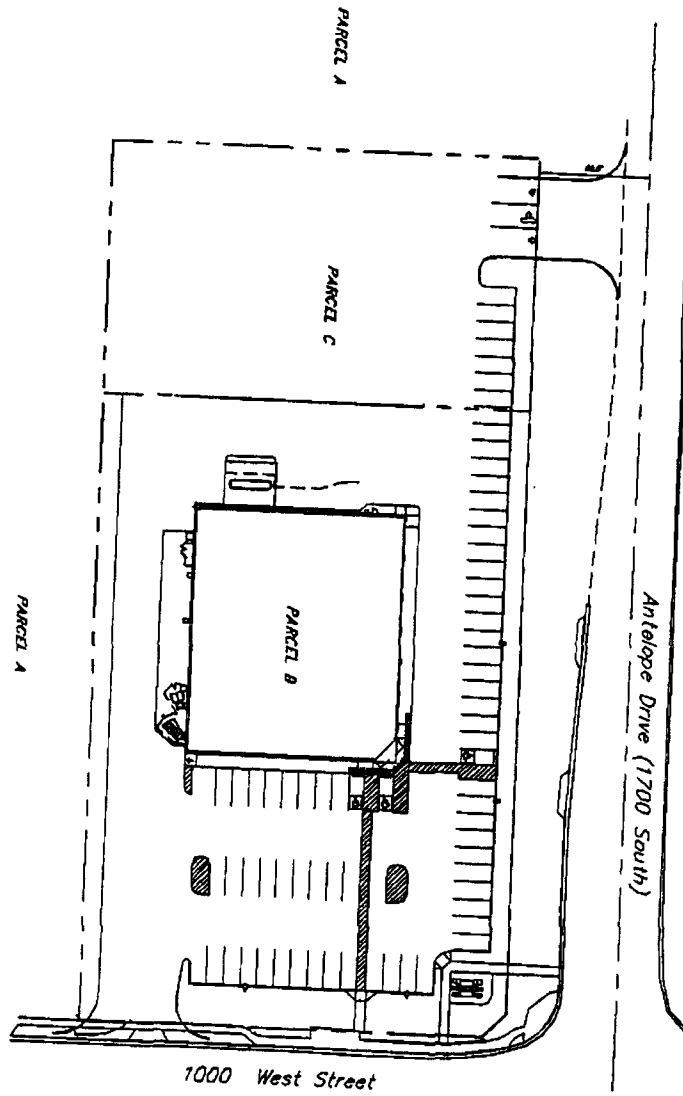 PARCEL A
PARCEL C
PARCEL B
PARCEL A
Antelope Drive (1700 South)
1000 West Street